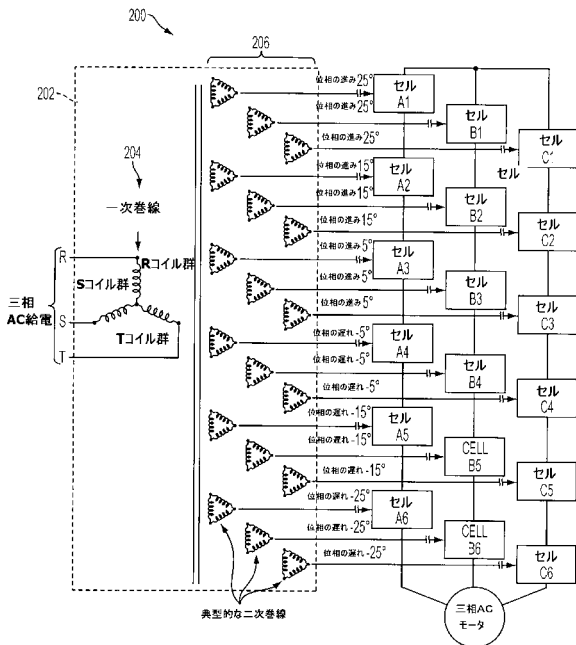 200
206
202
204
一次巻線
R
Rコイル群
Sコイル群
三相
AC給電
S
Tコイル群
T
位相の進み25°
位相の進み25°
位相の進み25°
位相の進み15°
位相の進み15°
位相の進み15°
位相の進み5°
位相の進み5°
位相の進み5°
位相の遅れ-5°
位相の遅れ-5°
位相の遅れ-5°
位相の遅れ-15°
位相の遅れ-15°
位相の遅れ-15°
位相の遅れ-25°
位相の遅れ-25°
位相の遅れ-25°
セル
A1
セル
B1
C1
セル
セル
A2
セル
B2
セル
C2
セル
A3
セル
B3
セル
C3
セル
A4
セル
B4
セル
C4
セル
A5
CELL
B5
セル
C5
セル
A6
CELL
B6
セル
C6
典型的な二次巻線
三相AC
モータ